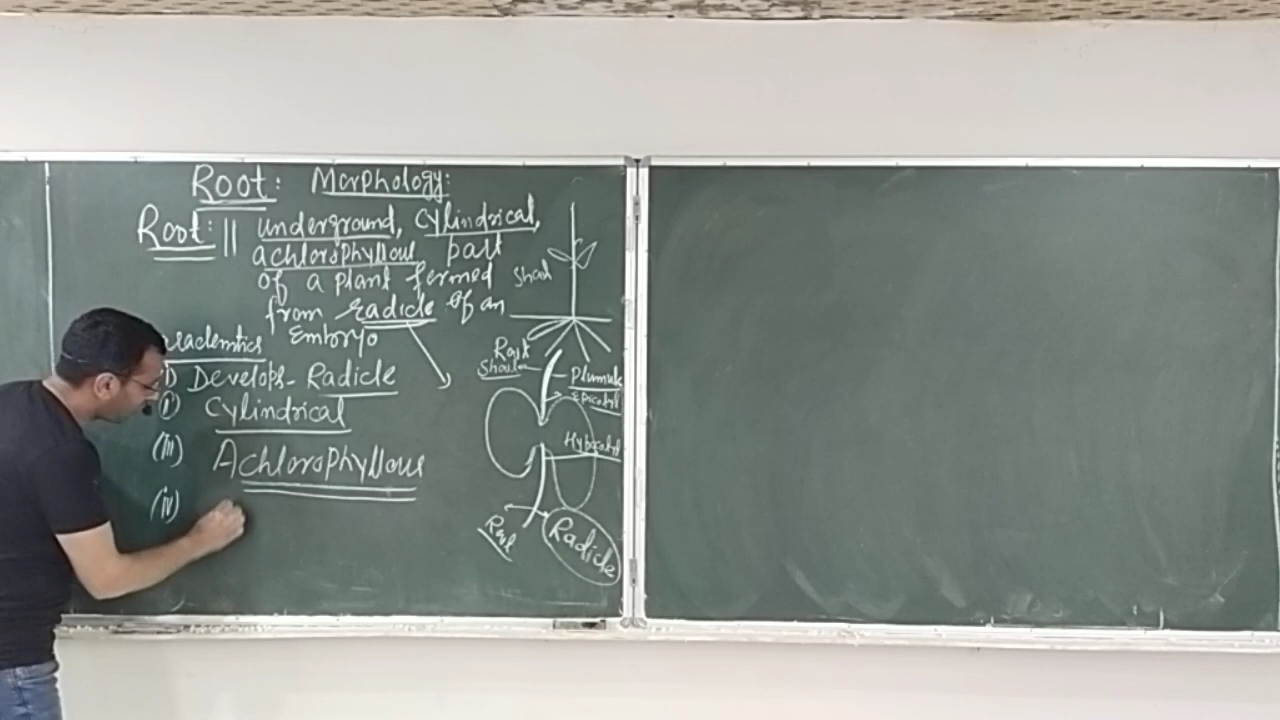 Root: Morphology:
Root: || underground, Cylindrical,
achlorophyllous part
of a plant formed
from radicle of an
Embryo
i) Develops- Radicle
(ii) Cylindrical
(iii) Achlorophyllous
(iv)
Shoot
Root
Shoot
Plumule
Epicotyl
Hypocotyl
Root
Radicle